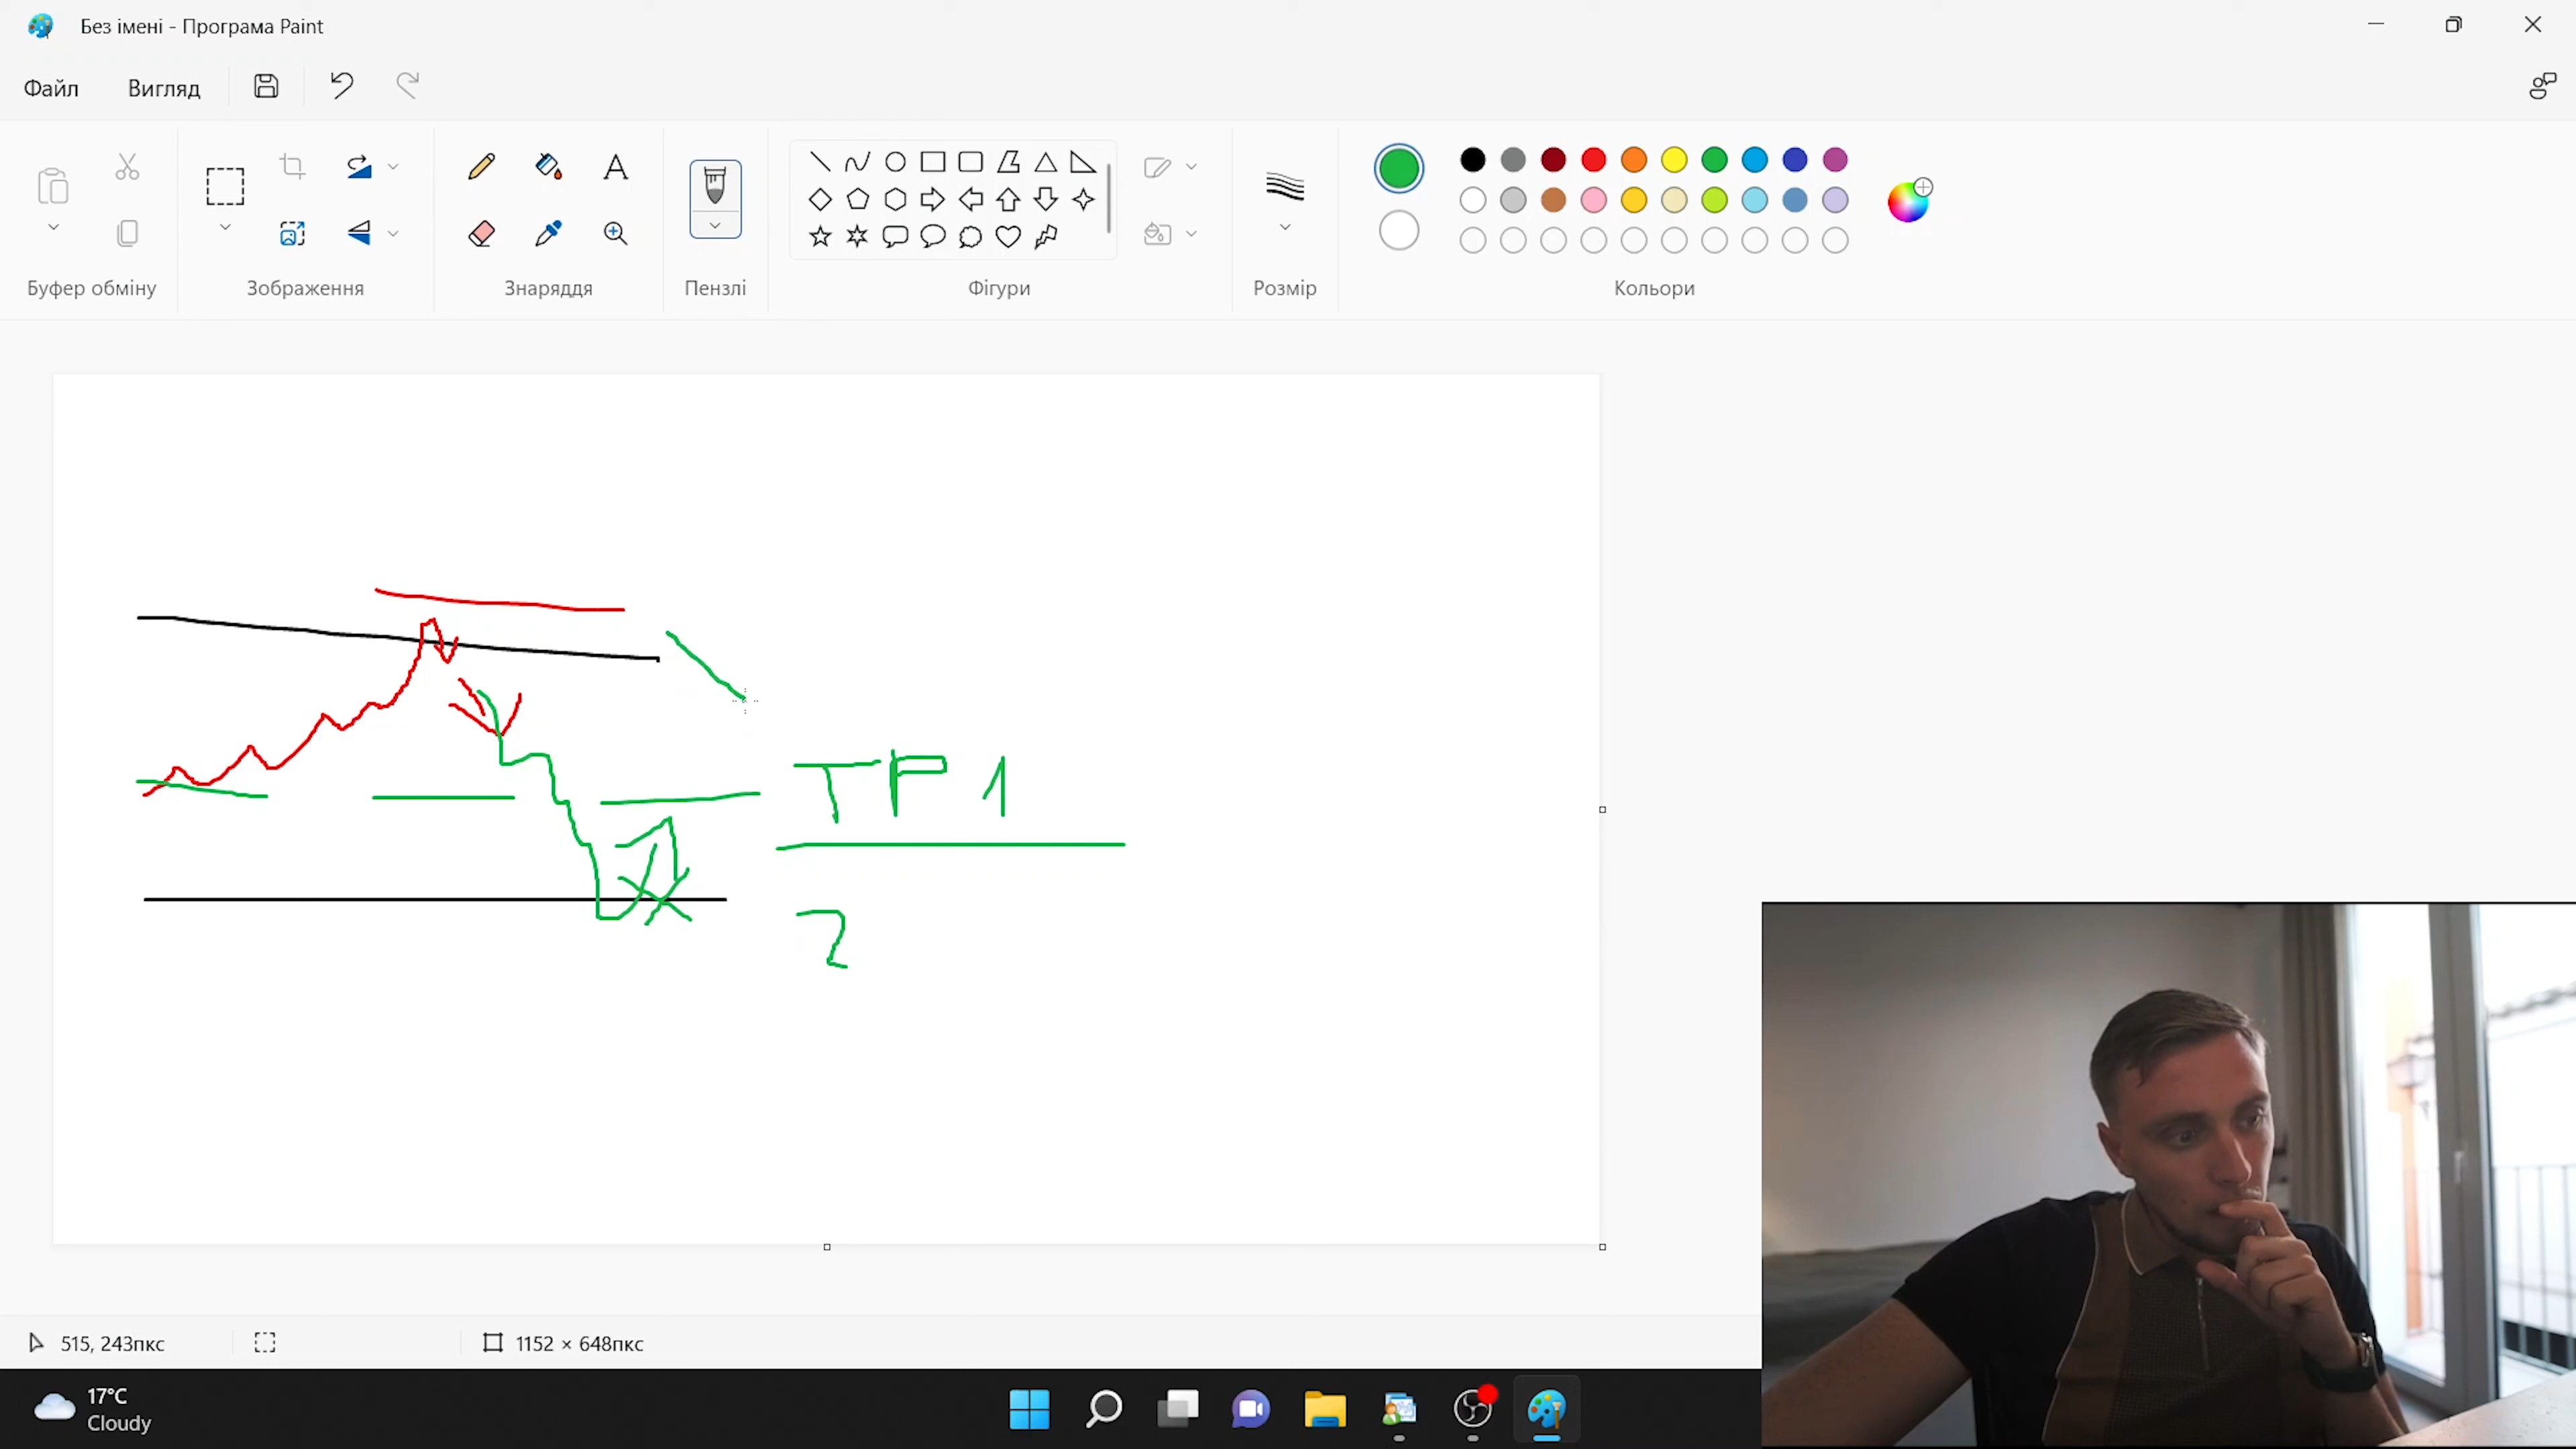 Без імені - Програма Paint
Файл Вигляд
Буфер обміну Зображення Знаряддя Пензлі Фігури Розмір Кольори
TP 1
2
515, 243пкс 1152 × 648пкс
17°C
Cloudy